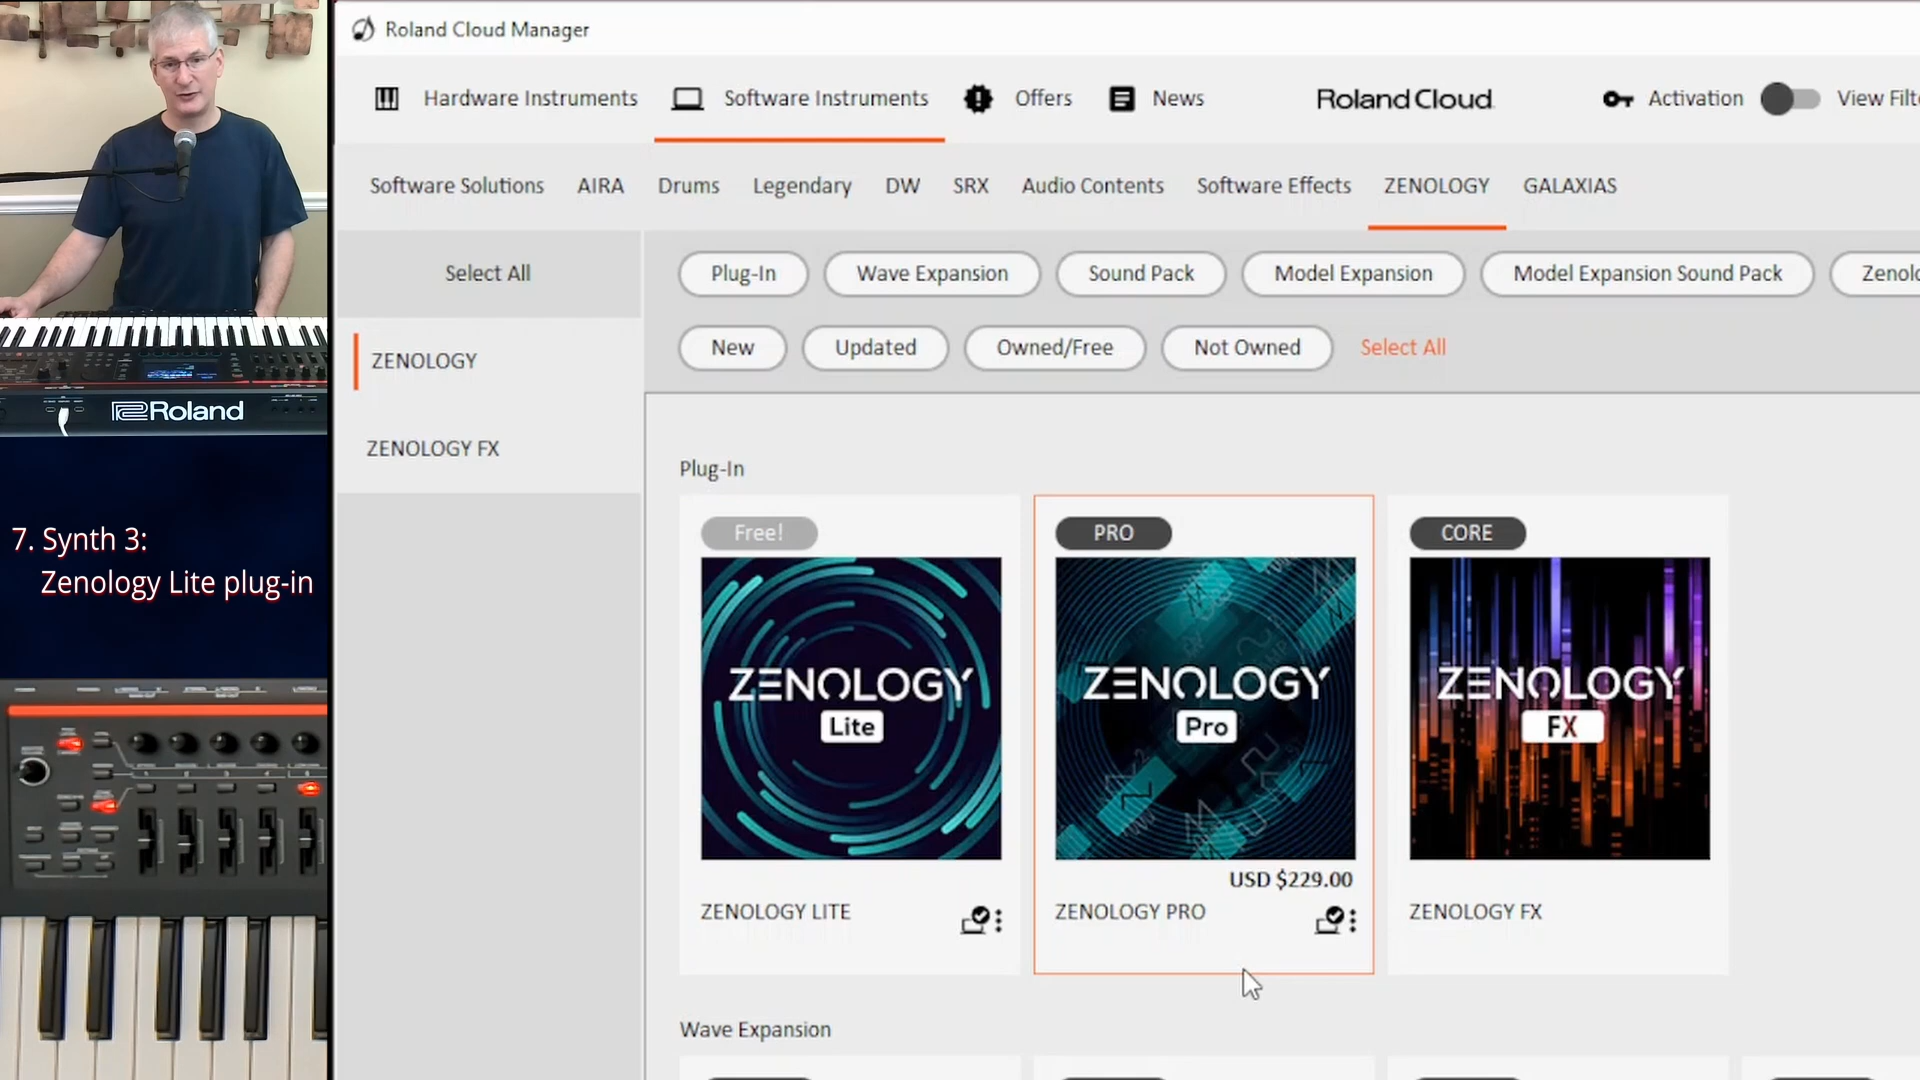 Roland Cloud Manager
Hardware Instruments
Software Instruments
Offers
News
Roland Cloud
Activation
View Filte
Software Solutions
AIRA
Drums
Legendary
DW
SRX
Audio Contents
Software Effects
ZENOLOGY
GALAXIAS
Select All
ZENOLOGY
ZENOLOGY FX
Plug-In
Wave Expansion
Sound Pack
Model Expansion
Model Expansion Sound Pack
Zenolo
New
Updated
Owned/Free
Not Owned
Select All
Plug-In
Free!
ZENOLOGY
Lite
ZENOLOGY LITE
PRO
ZENOLOGY
Pro
USD $229.00
ZENOLOGY PRO
CORE
ZENOLOGY
FX
ZENOLOGY FX
Wave Expansion
Roland
7. Synth 3:
Zenology Lite plug-in